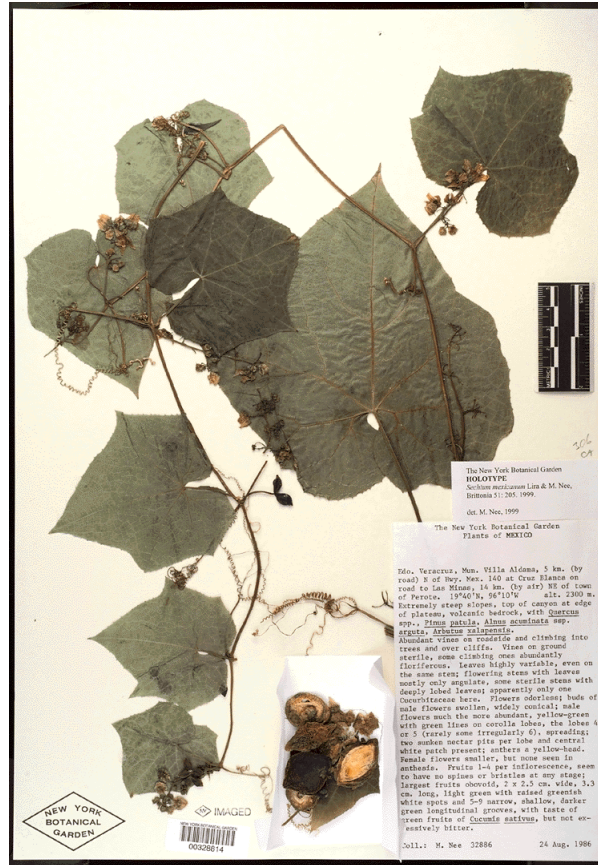 306
The New York Botanical Garden
HOLOTYPE
Sechium mexicanum Lira & M. Nee,
Brittonia 51: 205. 1999.
det. M. Nee, 1999
The New York Botanical Garden
Plants of MEXICO
Edo. Veracruz, Mun. Villa Aldama, 5 km. (by
road) N of Hwy. Mex. 140 at Cruz Blanca on
road to Las Minas, 14 km. (by air) NE of town
of Perote. 19°40'N, 96°10'W alt. 2300 m.
Extremely steep slopes, top of canyon at edge
of plateau, volcanic bedrock, with Quercus
spp., Pinus patula, Alnus acuminata ssp.
arguta, Arbutus xalapensis.
Abundant vines on roadside and climbing into
trees and over cliffs. Vines on ground
sterile, some climbing ones abundantly
floriferous. Leaves highly variable, even on
the same stem; flowering stems with leaves
mostly only angulate, some sterile stems with
deeply lobed leaves; apparently only one
Cucurbitaceae here. Flowers odorless; buds of
male flowers swollen, widely conical; male
flowers much the more abundant, yellow-green
with green lines on corolla lobes, the lobes 4
or 5 (rarely some irregularly 6), spreading;
two sunken nectar pits per lobe and central
white patch present; anthers a yellow-head.
Female flowers smaller, but none seen in
anthesis. Fruits 1-4 per inflorescence, seem
to have no spines or bristles at any stage;
largest fruits obovoid, 2 x 2.5 cm. wide, 3.3
cm. long, light green with raised greenish
white spots and 5-9 narrow, shallow, darker
green longitudinal grooves, with taste of
green fruits of Cucumis sativus, but not ex-
cessively bitter.
Coll.: M. Nee 32886 24 Aug. 1986
NEW YORK
BOTANICAL
GARDEN
IMAGED
NEW YORK BOTANICAL GARDEN
00328814